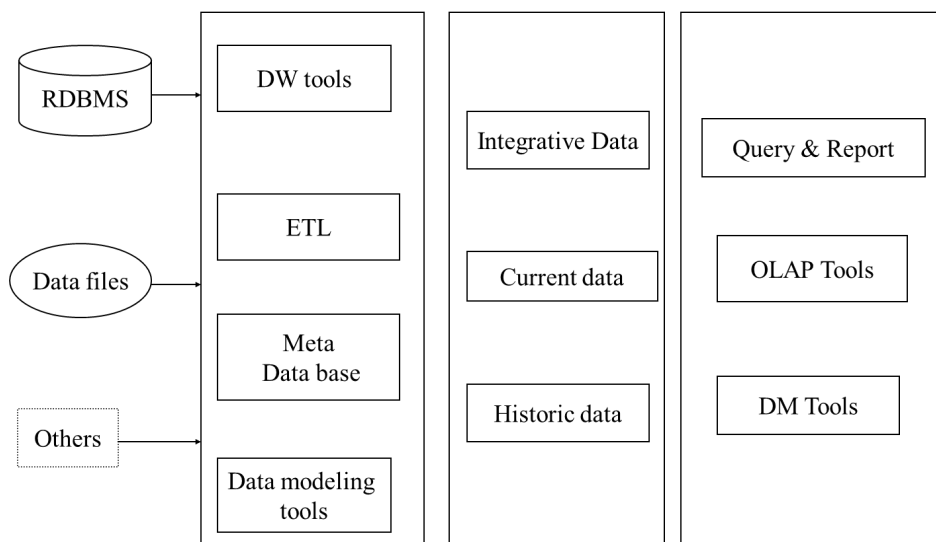 RDBMS
Data files
Others
DW tools
ETL
Meta
Data base
Data modeling
tools
Integrative Data
Current data
Historic data
Query & Report
OLAP Tools
DM Tools